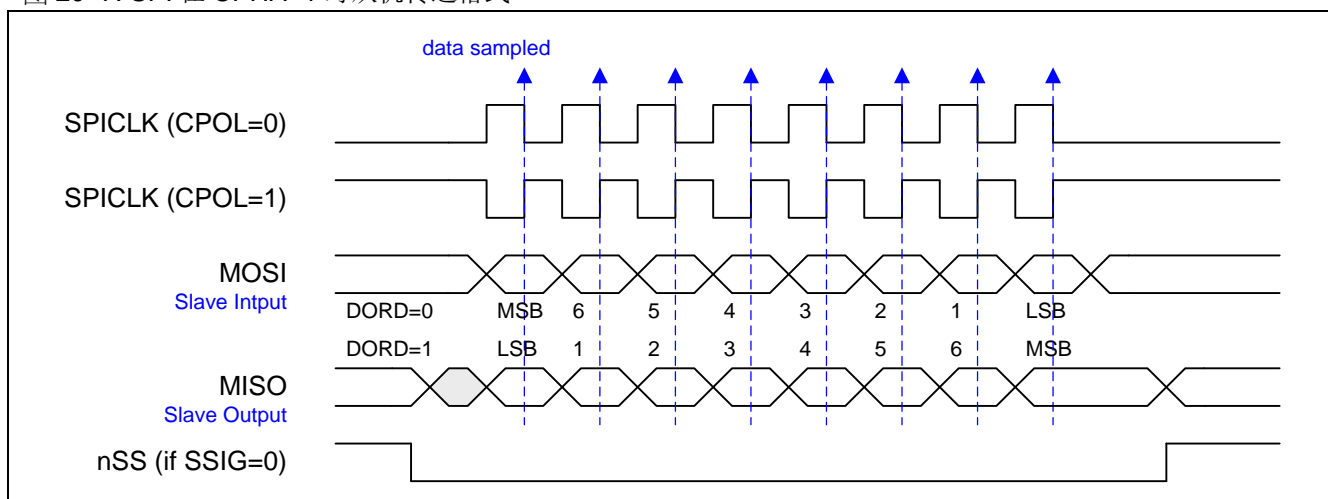 data sampled
SPICLK (CPOL=0)
SPICLK (CPOL=1)
MOSI
Slave Intput
DORD=0 MSB 6 5 4 3 2 1 LSB
DORD=1 LSB 1 2 3 4 5 6 MSB
MISO
Slave Output
nSS (if SSIG=0)